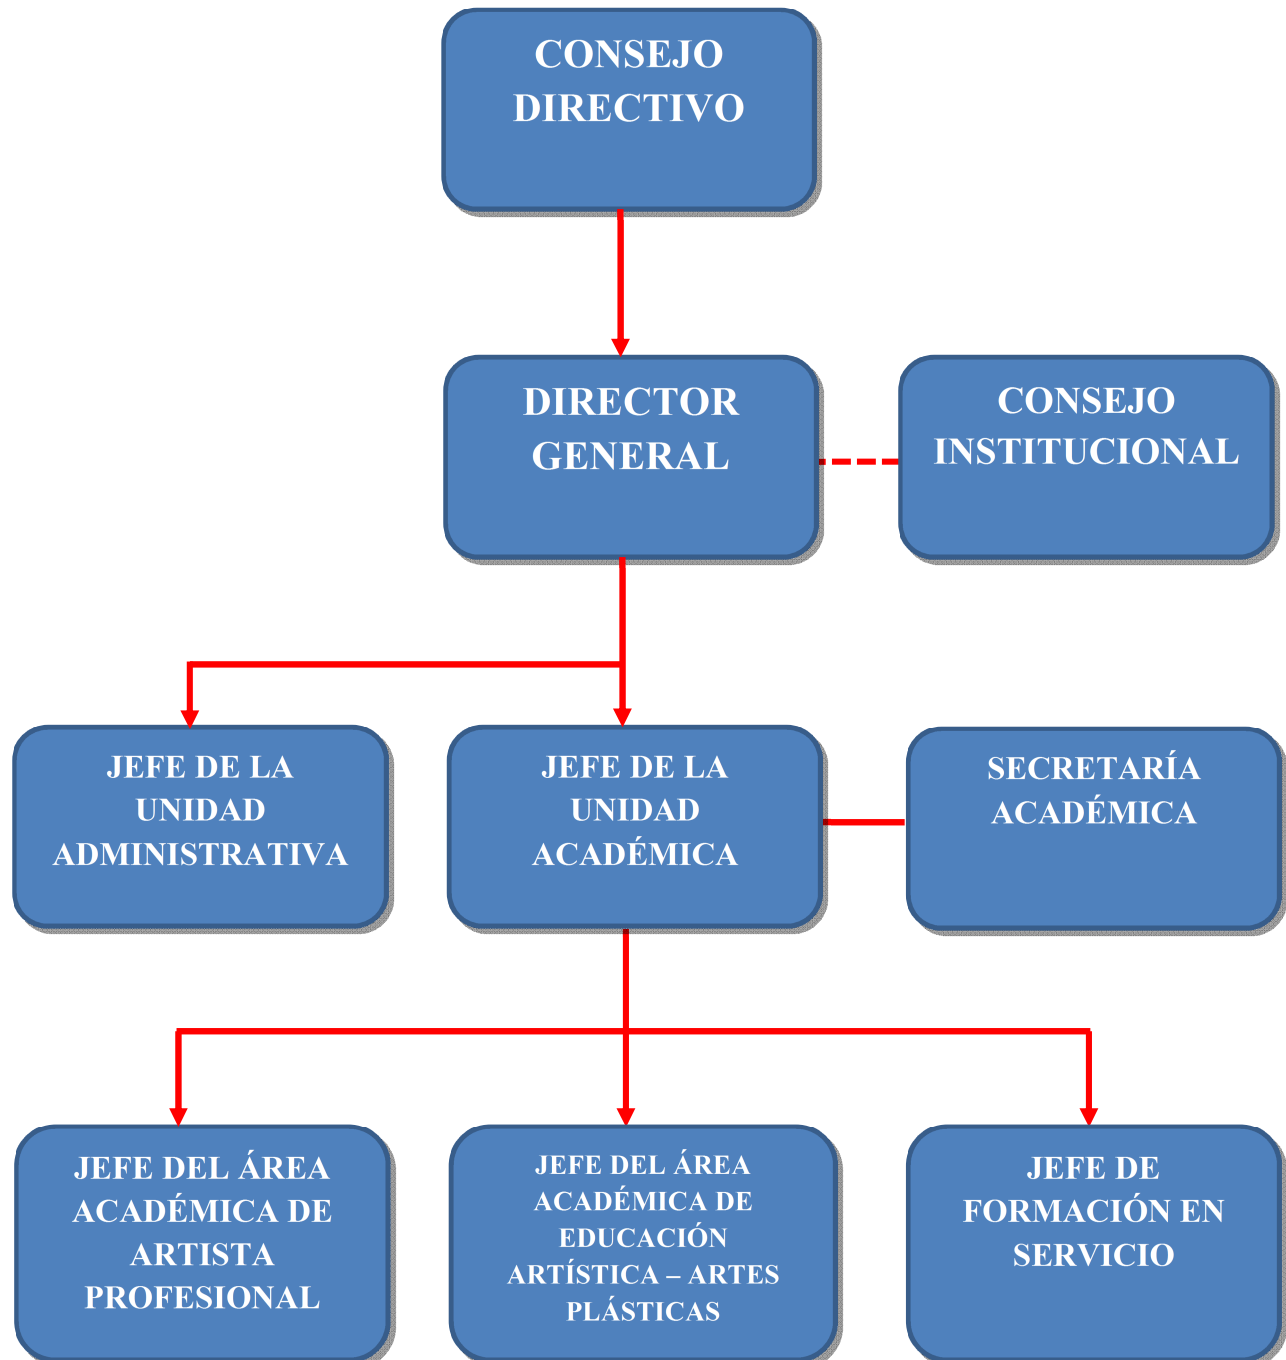 CONSEJO
DIRECTIVO
DIRECTOR
GENERAL
CONSEJO
INSTITUCIONAL
JEFE DE LA
UNIDAD
ADMINISTRATIVA
JEFE DE LA
UNIDAD
ACADÉMICA
SECRETARÍA
ACADÉMICA
JEFE DEL ÁREA
ACADÉMICA DE
ARTISTA
PROFESIONAL
JEFE DEL ÁREA
ACADÉMICA DE
EDUCACIÓN
ARTÍSTICA – ARTES
PLÁSTICAS
JEFE DE
FORMACIÓN EN
SERVICIO